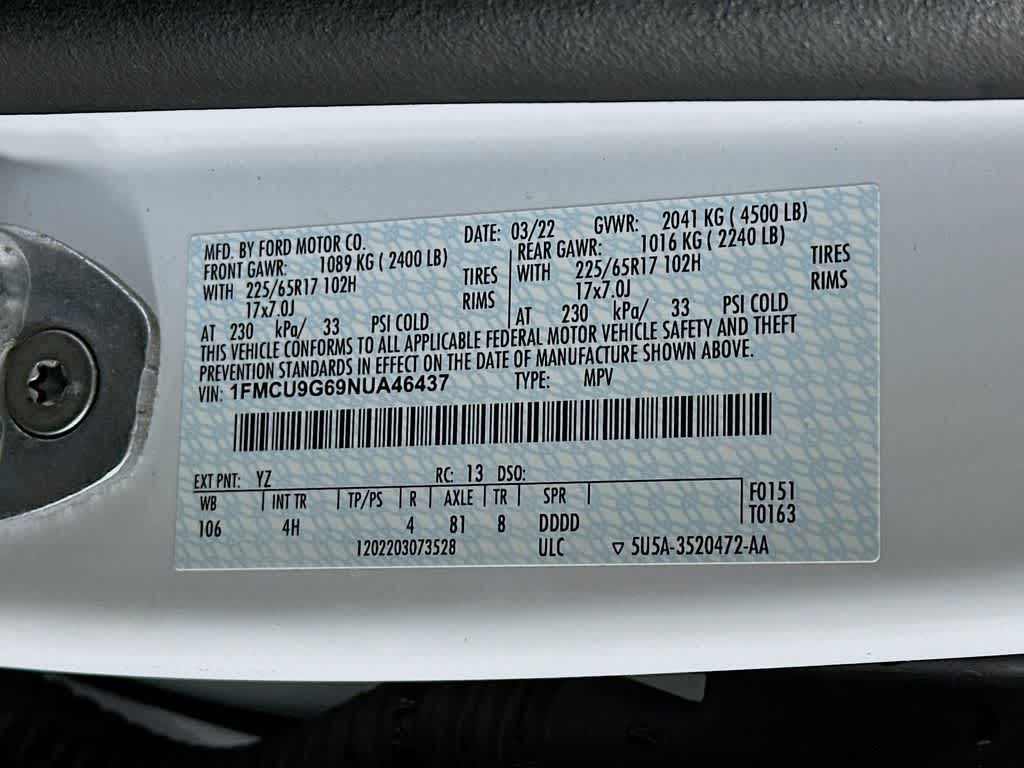 MFD. BY FORD MOTOR CO. DATE: 03/22 GVWR: 2041 KG ( 4500 LB)
FRONT GAWR: 1089 KG ( 2400 LB) REAR GAWR: 1016 KG ( 2240 LB)
WITH 225/65R17 102H TIRES WITH 225/65R17 102H TIRES
17x7.0J RIMS 17x7.0J RIMS
AT 230 kPa/ 33 PSI COLD AT 230 kPa/ 33 PSI COLD
THIS VEHICLE CONFORMS TO ALL APPLICABLE FEDERAL MOTOR VEHICLE SAFETY AND THEFT
PREVENTION STANDARDS IN EFFECT ON THE DATE OF MANUFACTURE SHOWN ABOVE.
VIN: 1FMCU9G69NUA46437 TYPE: MPV
EXT PNT: YZ RC: 13 DSO:
WB INT TR TP/PS R AXLE TR SPR F0151
106 4H 4 81 8 DDDD T0163
1202203073528 ULC ▽ 5U5A-3520472-AA